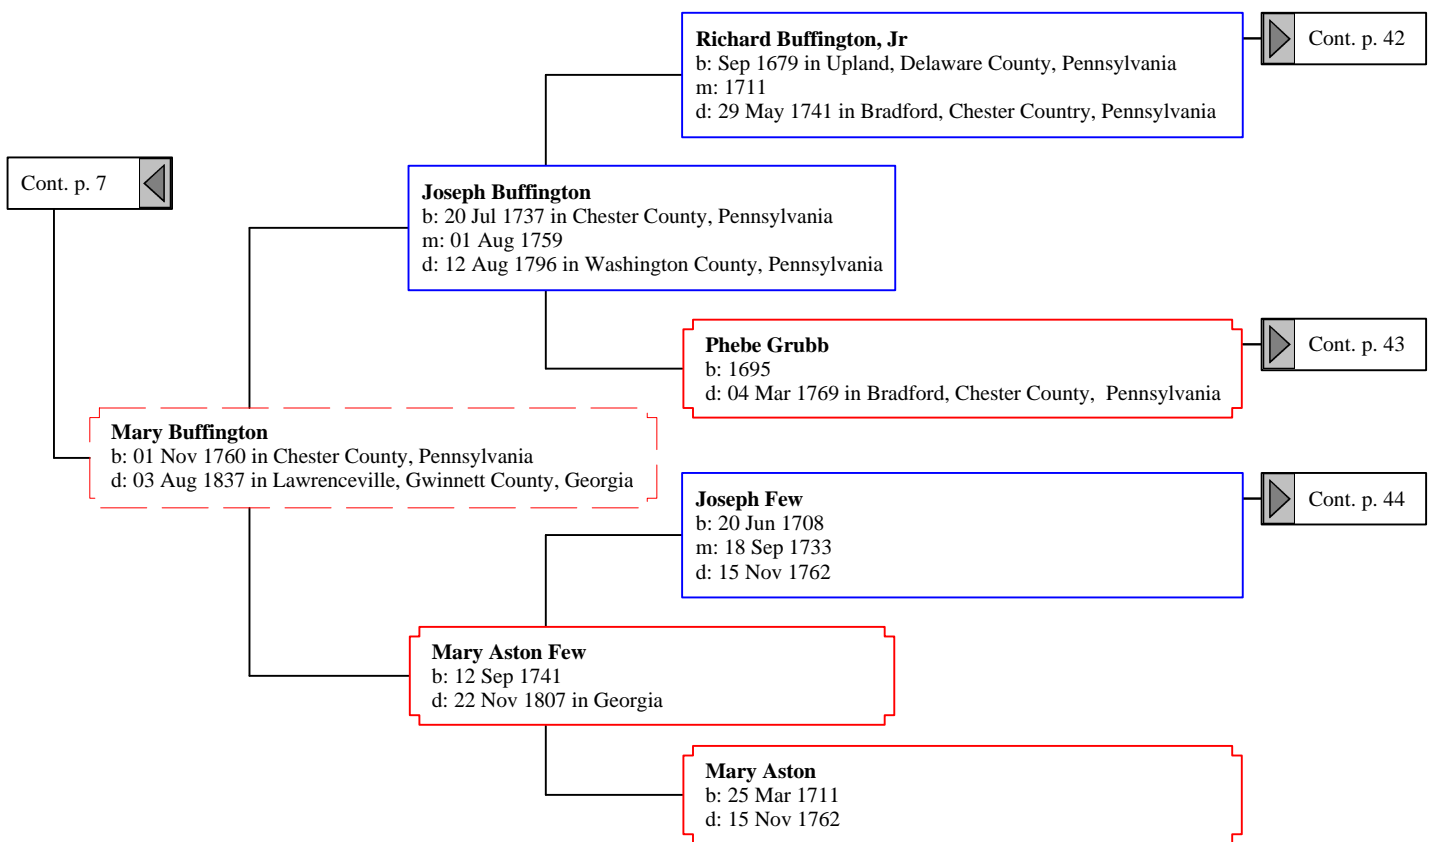 Richard Buffington, Jr
b: Sep 1679 in Upland, Delaware County, Pennsylvania
m: 1711
d: 29 May 1741 in Bradford, Chester Country, Pennsylvania
Cont. p. 42
Cont. p. 7
Joseph Buffington
b: 20 Jul 1737 in Chester County, Pennsylvania
m: 01 Aug 1759
d: 12 Aug 1796 in Washington County, Pennsylvania
Phebe Grubb
b: 1695
d: 04 Mar 1769 in Bradford, Chester County,  Pennsylvania
Cont. p. 43
Mary Buffington
b: 01 Nov 1760 in Chester County, Pennsylvania
d: 03 Aug 1837 in Lawrenceville, Gwinnett County, Georgia
Joseph Few
b: 20 Jun 1708
m: 18 Sep 1733
d: 15 Nov 1762
Cont. p. 44
Mary Aston Few
b: 12 Sep 1741
d: 22 Nov 1807 in Georgia
Mary Aston
b: 25 Mar 1711
d: 15 Nov 1762